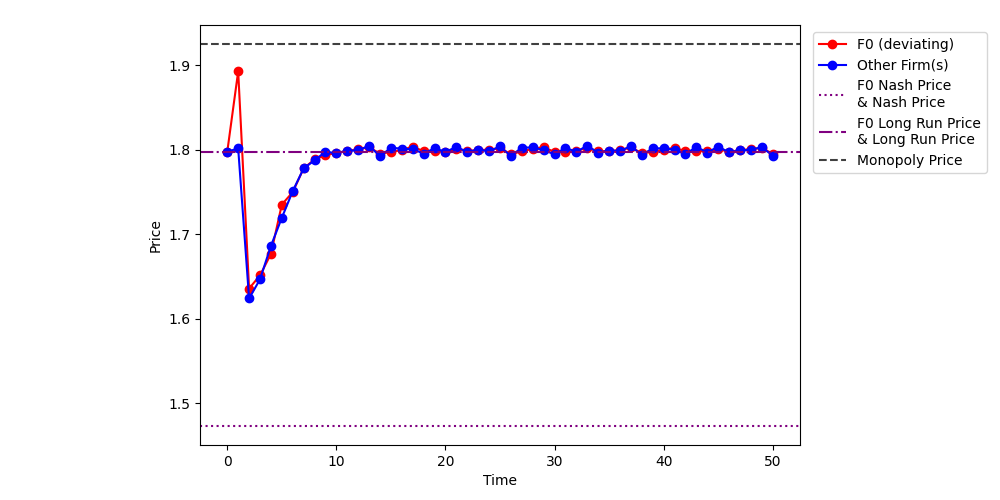 1.9
1.8
1.7
1.6
1.5
Price
0
10
20
30
40
50
Time
F0 (deviating)
Other Firm(s)
F0 Nash Price
& Nash Price
F0 Long Run Price
& Long Run Price
Monopoly Price